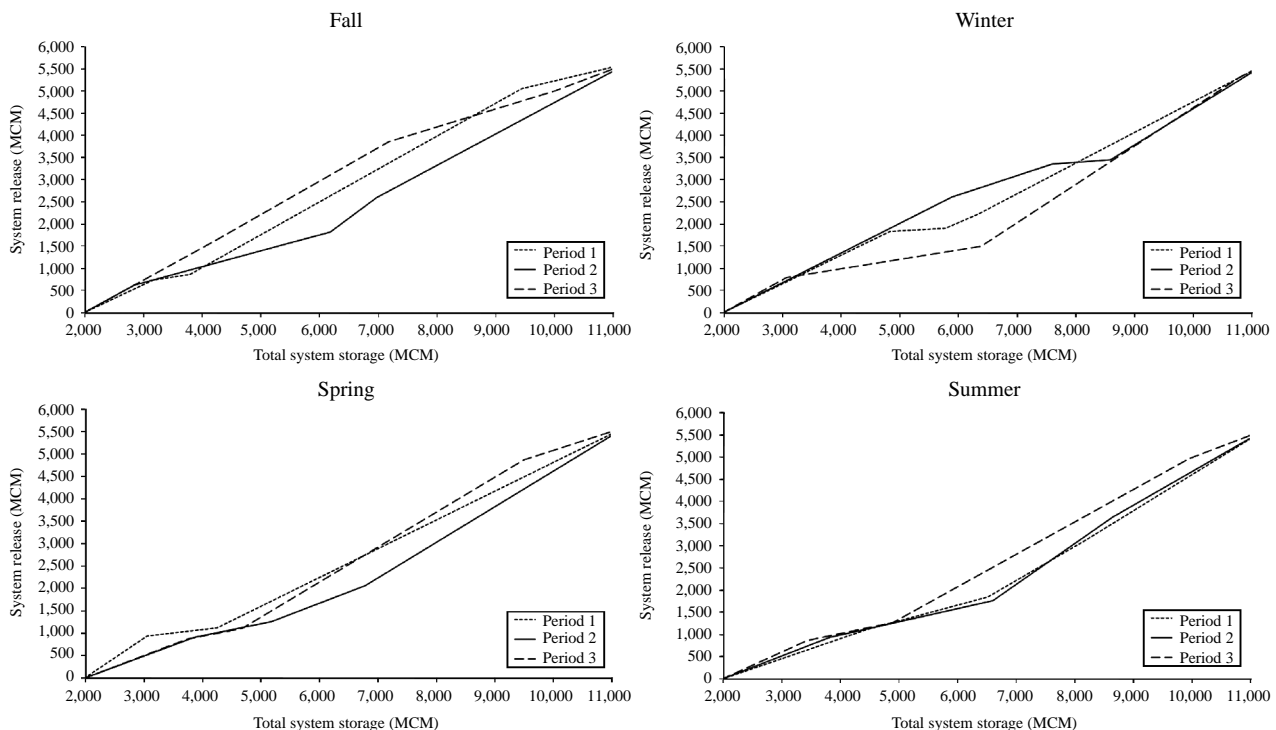 Fall
System release (MCM)
6,000
5,500
5,000
4,500
4,000
3,500
3,000
2,500
2,000
1,500
1,000
500
0
Period 1
Period 2
Period 3
2,000 3,000 4,000 5,000 6,000 7,000 8,000 9,000 10,000 11,000
Total system storage (MCM)
Winter
System release (MCM)
6,000
5,500
5,000
4,500
4,000
3,500
3,000
2,500
2,000
1,500
1,000
500
0
Period 1
Period 2
Period 3
2,000 3,000 4,000 5,000 6,000 7,000 8,000 9,000 10,000 11,000
Total system storage (MCM)
Spring
System release (MCM)
6,000
5,500
5,000
4,500
4,000
3,500
3,000
2,500
2,000
1,500
1,000
500
0
Period 1
Period 2
Period 3
2,000 3,000 4,000 5,000 6,000 7,000 8,000 9,000 10,000 11,000
Total system storage (MCM)
Summer
System release (MCM)
6,000
5,500
5,000
4,500
4,000
3,500
3,000
2,500
2,000
1,500
1,000
500
0
Period 1
Period 2
Period 3
2,000 3,000 4,000 5,000 6,000 7,000 8,000 9,000 10,000 11,000
Total system storage (MCM)